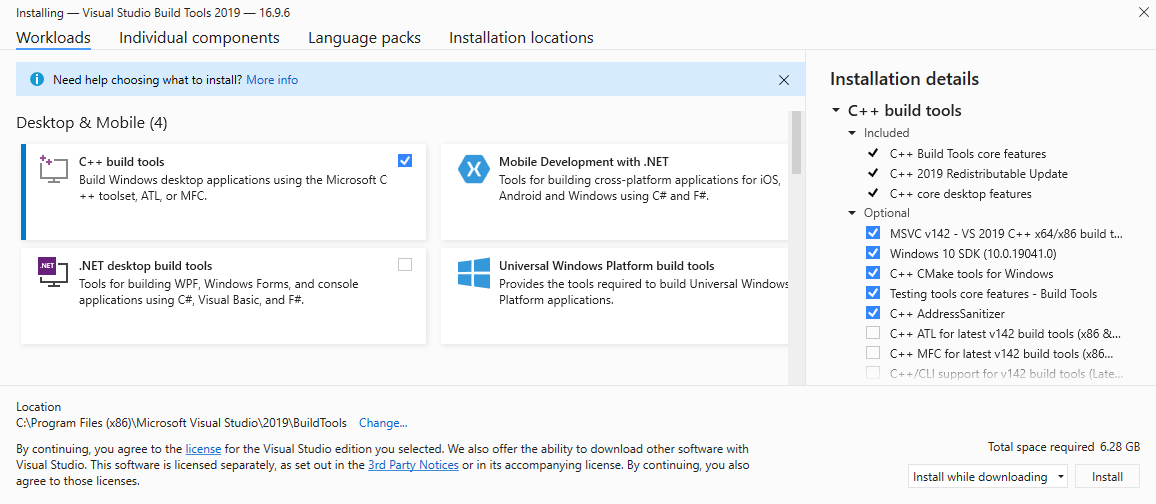 Installing — Visual Studio Build Tools 2019 — 16.9.6
Workloads
Individual components
Language packs
Installation locations
Need help choosing what to install? More info
Desktop & Mobile (4)
C++ build tools
Build Windows desktop applications using the Microsoft C
++ toolset, ATL, or MFC.
Mobile Development with .NET
Tools for building cross-platform applications for iOS,
Android and Windows using C# and F#.
.NET
.NET desktop build tools
Tools for building WPF, Windows Forms, and console
applications using C#, Visual Basic, and F#.
Universal Windows Platform build tools
Provides the tools required to build Universal Windows
Platform applications.
Installation details
C++ build tools
Included
C++ Build Tools core features
C++ 2019 Redistributable Update
C++ core desktop features
Optional
MSVC v142 - VS 2019 C++ x64/x86 build t...
Windows 10 SDK (10.0.19041.0)
C++ CMake tools for Windows
Testing tools core features - Build Tools
C++ AddressSanitizer
C++ ATL for latest v142 build tools (x86 &...
C++ MFC for latest v142 build tools (x86...
C++/CLI support for v142 build tools (Late...
Location
C:\Program Files (x86)\Microsoft Visual Studio\2019\BuildTools Change...
By continuing, you agree to the license for the Visual Studio edition you selected. We also offer the ability to download other software with
Visual Studio. This software is licensed separately, as set out in the 3rd Party Notices or in its accompanying license. By continuing, you also
agree to those licenses.
Total space required 6.28 GB
Install while downloading
Install